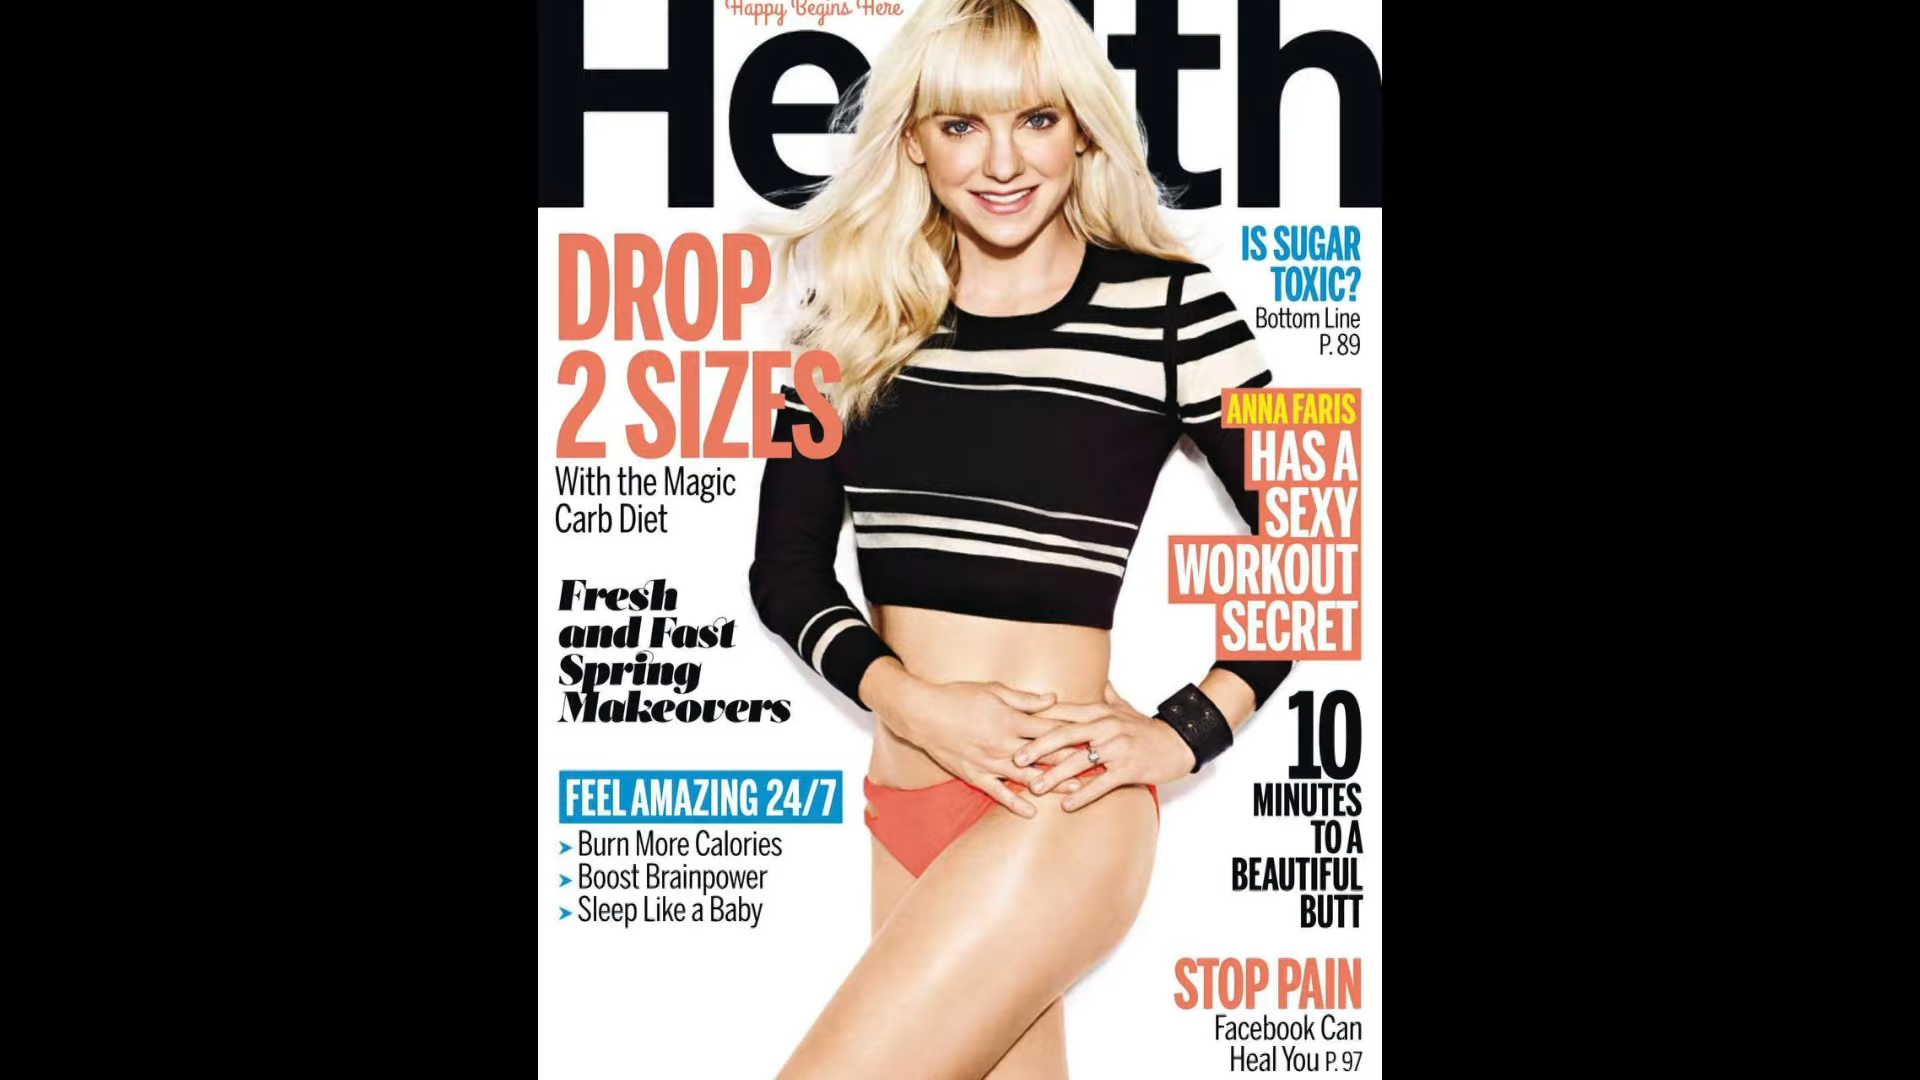 Happy Begins Here
Health
DROP
2 SIZES
With the Magic
Carb Diet
Fresh
and Fast
Spring
Makeovers
FEEL AMAZING 24/7
➤ Burn More Calories
➤ Boost Brainpower
➤ Sleep Like a Baby
IS SUGAR
TOXIC?
Bottom Line
P. 89
ANNA FARIS
HAS A
SEXY
WORKOUT
SECRET
10
MINUTES
TO A
BEAUTIFUL
BUTT
STOP PAIN
Facebook Can
Heal You P. 97